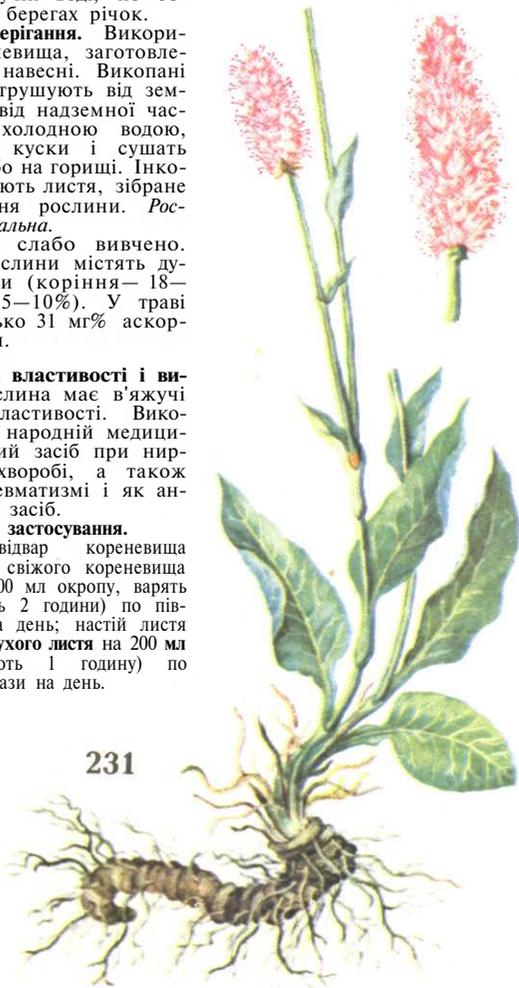 берегах річок.
ерігання. Викори-
евища, заготовле-
навесні. Викопані
трушують від зем-
від надземної час-
холодною водою,
куски і сушать
бо на горищі. Інко-
ють листя, зібране
ня рослини. Рос-
альна.
слабо вивчено.
слини містять ду-
и (коріння— 18—
5—10%). У траві
ько 31 мг% аскор-
властивості і ви-
слина має в'яжучі
ластивості. Вико-
народній медици-
ий засіб при нир-
хворобі, а також
евматизмі і як ан-
засіб.
застосування.
відвар кореневища
свіжого кореневища
00 мл окропу, варять
ь 2 години) по пів-
а день; настій листя
ухого листя на 200 мл
ють 1 годину) по
ази на день.
231